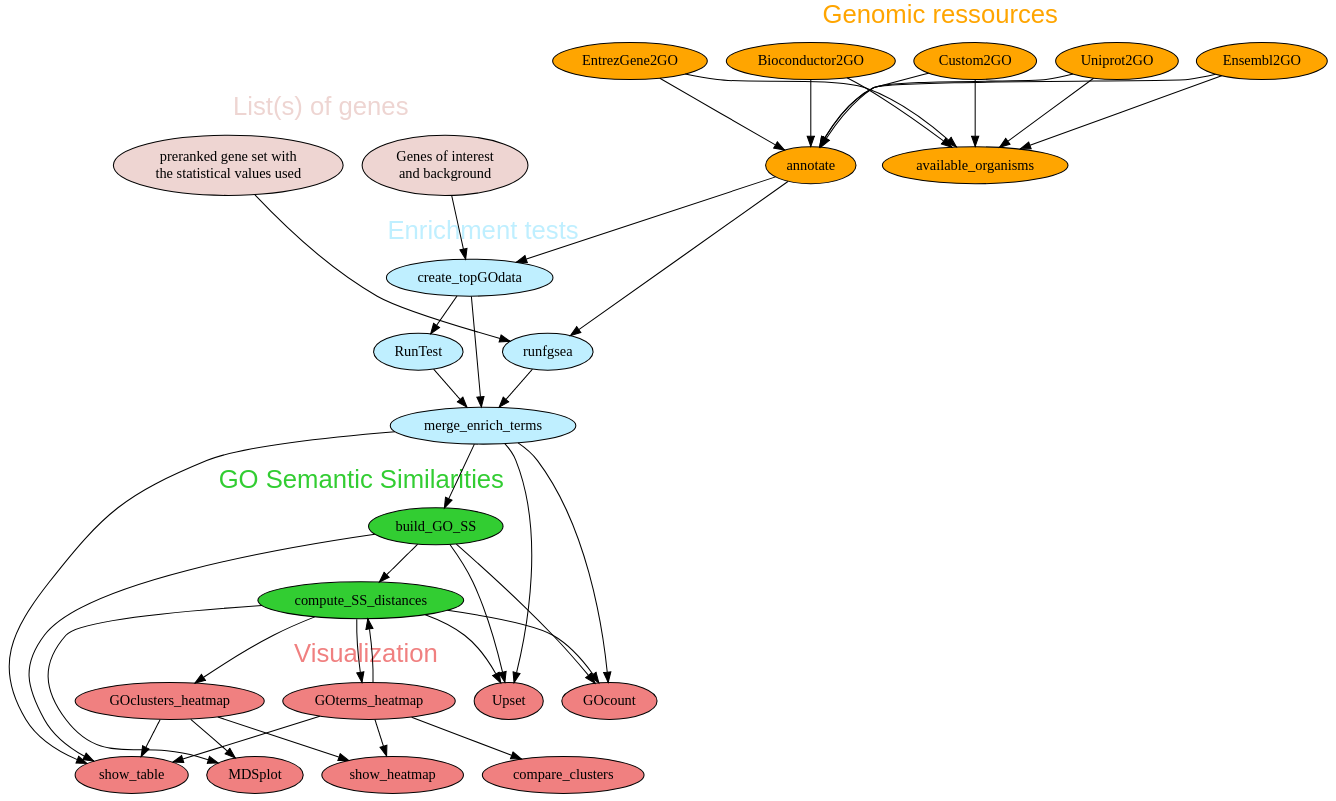 Genomic ressources
EntrezGene2GO
Bioconductor2GO
Custom2GO
Uniprot2GO
Ensembl2GO
List(s) of genes
preranked gene set with
the statistical values used
Genes of interest
and background
annotate
available_organisms
Enrichment tests
create_topGOdata
RunTest
runfgsea
merge_enrich_terms
GO Semantic Similarities
build_GO_SS
compute_SS_distances
Visualization
GOclusters_heatmap
GOterms_heatmap
Upset
GOcount
show_table
MDSplot
show_heatmap
compare_clusters